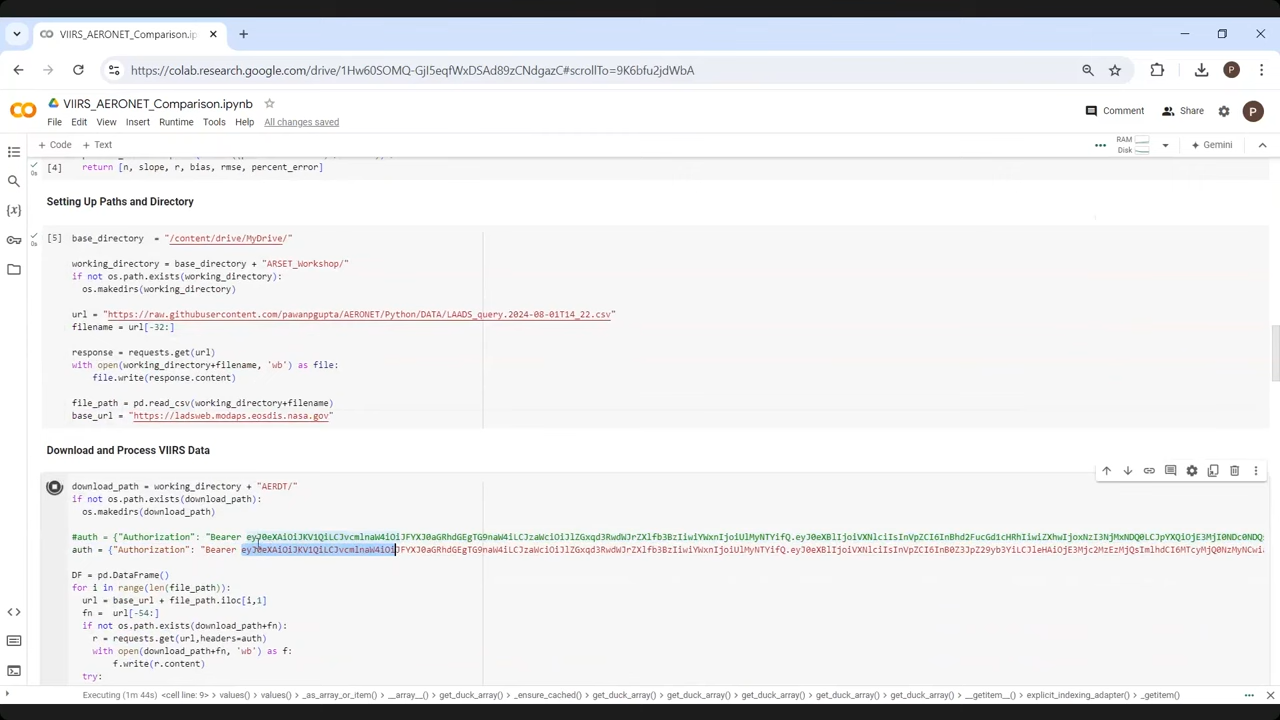 VIIRS_AERONET_Comparison.ip
https://colab.research.google.com/drive/1Hw60SOMQ-GjI5eqfWxDSAd89zCNdgazC#scrollTo=9K6bfu2jdWbA
P
CO VIIRS_AERONET_Comparison.ipynb
Comment Share P
File Edit View Insert Runtime Tools Help All changes saved
+ Code + Text RAM Disk Gemini
[4] return [n, slope, r, bias, rmse, percent_error]
0s
Setting Up Paths and Directory
[5] base_directory = "/content/drive/MyDrive/"
0s
working_directory = base_directory + "ARSET_Workshop/"
if not os.path.exists(working_directory):
os.makedirs(working_directory)
url = "https://raw.githubusercontent.com/pawanpgupta/AERONET/Python/DATA/LAADS_query.2024-08-01T14_22.csv"
filename = url[-32:]
response = requests.get(url)
with open(working_directory+filename, 'wb') as file:
file.write(response.content)
file_path = pd.read_csv(working_directory+filename)
base_url = "https://ladsweb.modaps.eosdis.nasa.gov"
Download and Process VIIRS Data
download_path = working_directory + "AERDT/"
if not os.path.exists(download_path):
os.makedirs(download_path)
#auth = {"Authorization": "Bearer
auth = {"Authorization": "Bearer
DF = pd.DataFrame()
for i in range(len(file_path)):
url = base_url + file_path.iloc[i,1]
fn = url[-54:]
if not os.path.exists(download_path+fn):
r = requests.get(url,headers=auth)
with open(download_path+fn, 'wb') as f:
f.write(r.content)
try:
Executing (1m 44s) <cell line: 9> values() values() _as_array_or_item() __array__() get_duck_array() _ensure_cached() get_duck_array() get_duck_array() get_duck_array() get_duck_array() get_duck_array() __getitem__() explicit_indexing_adapter() _getitem()